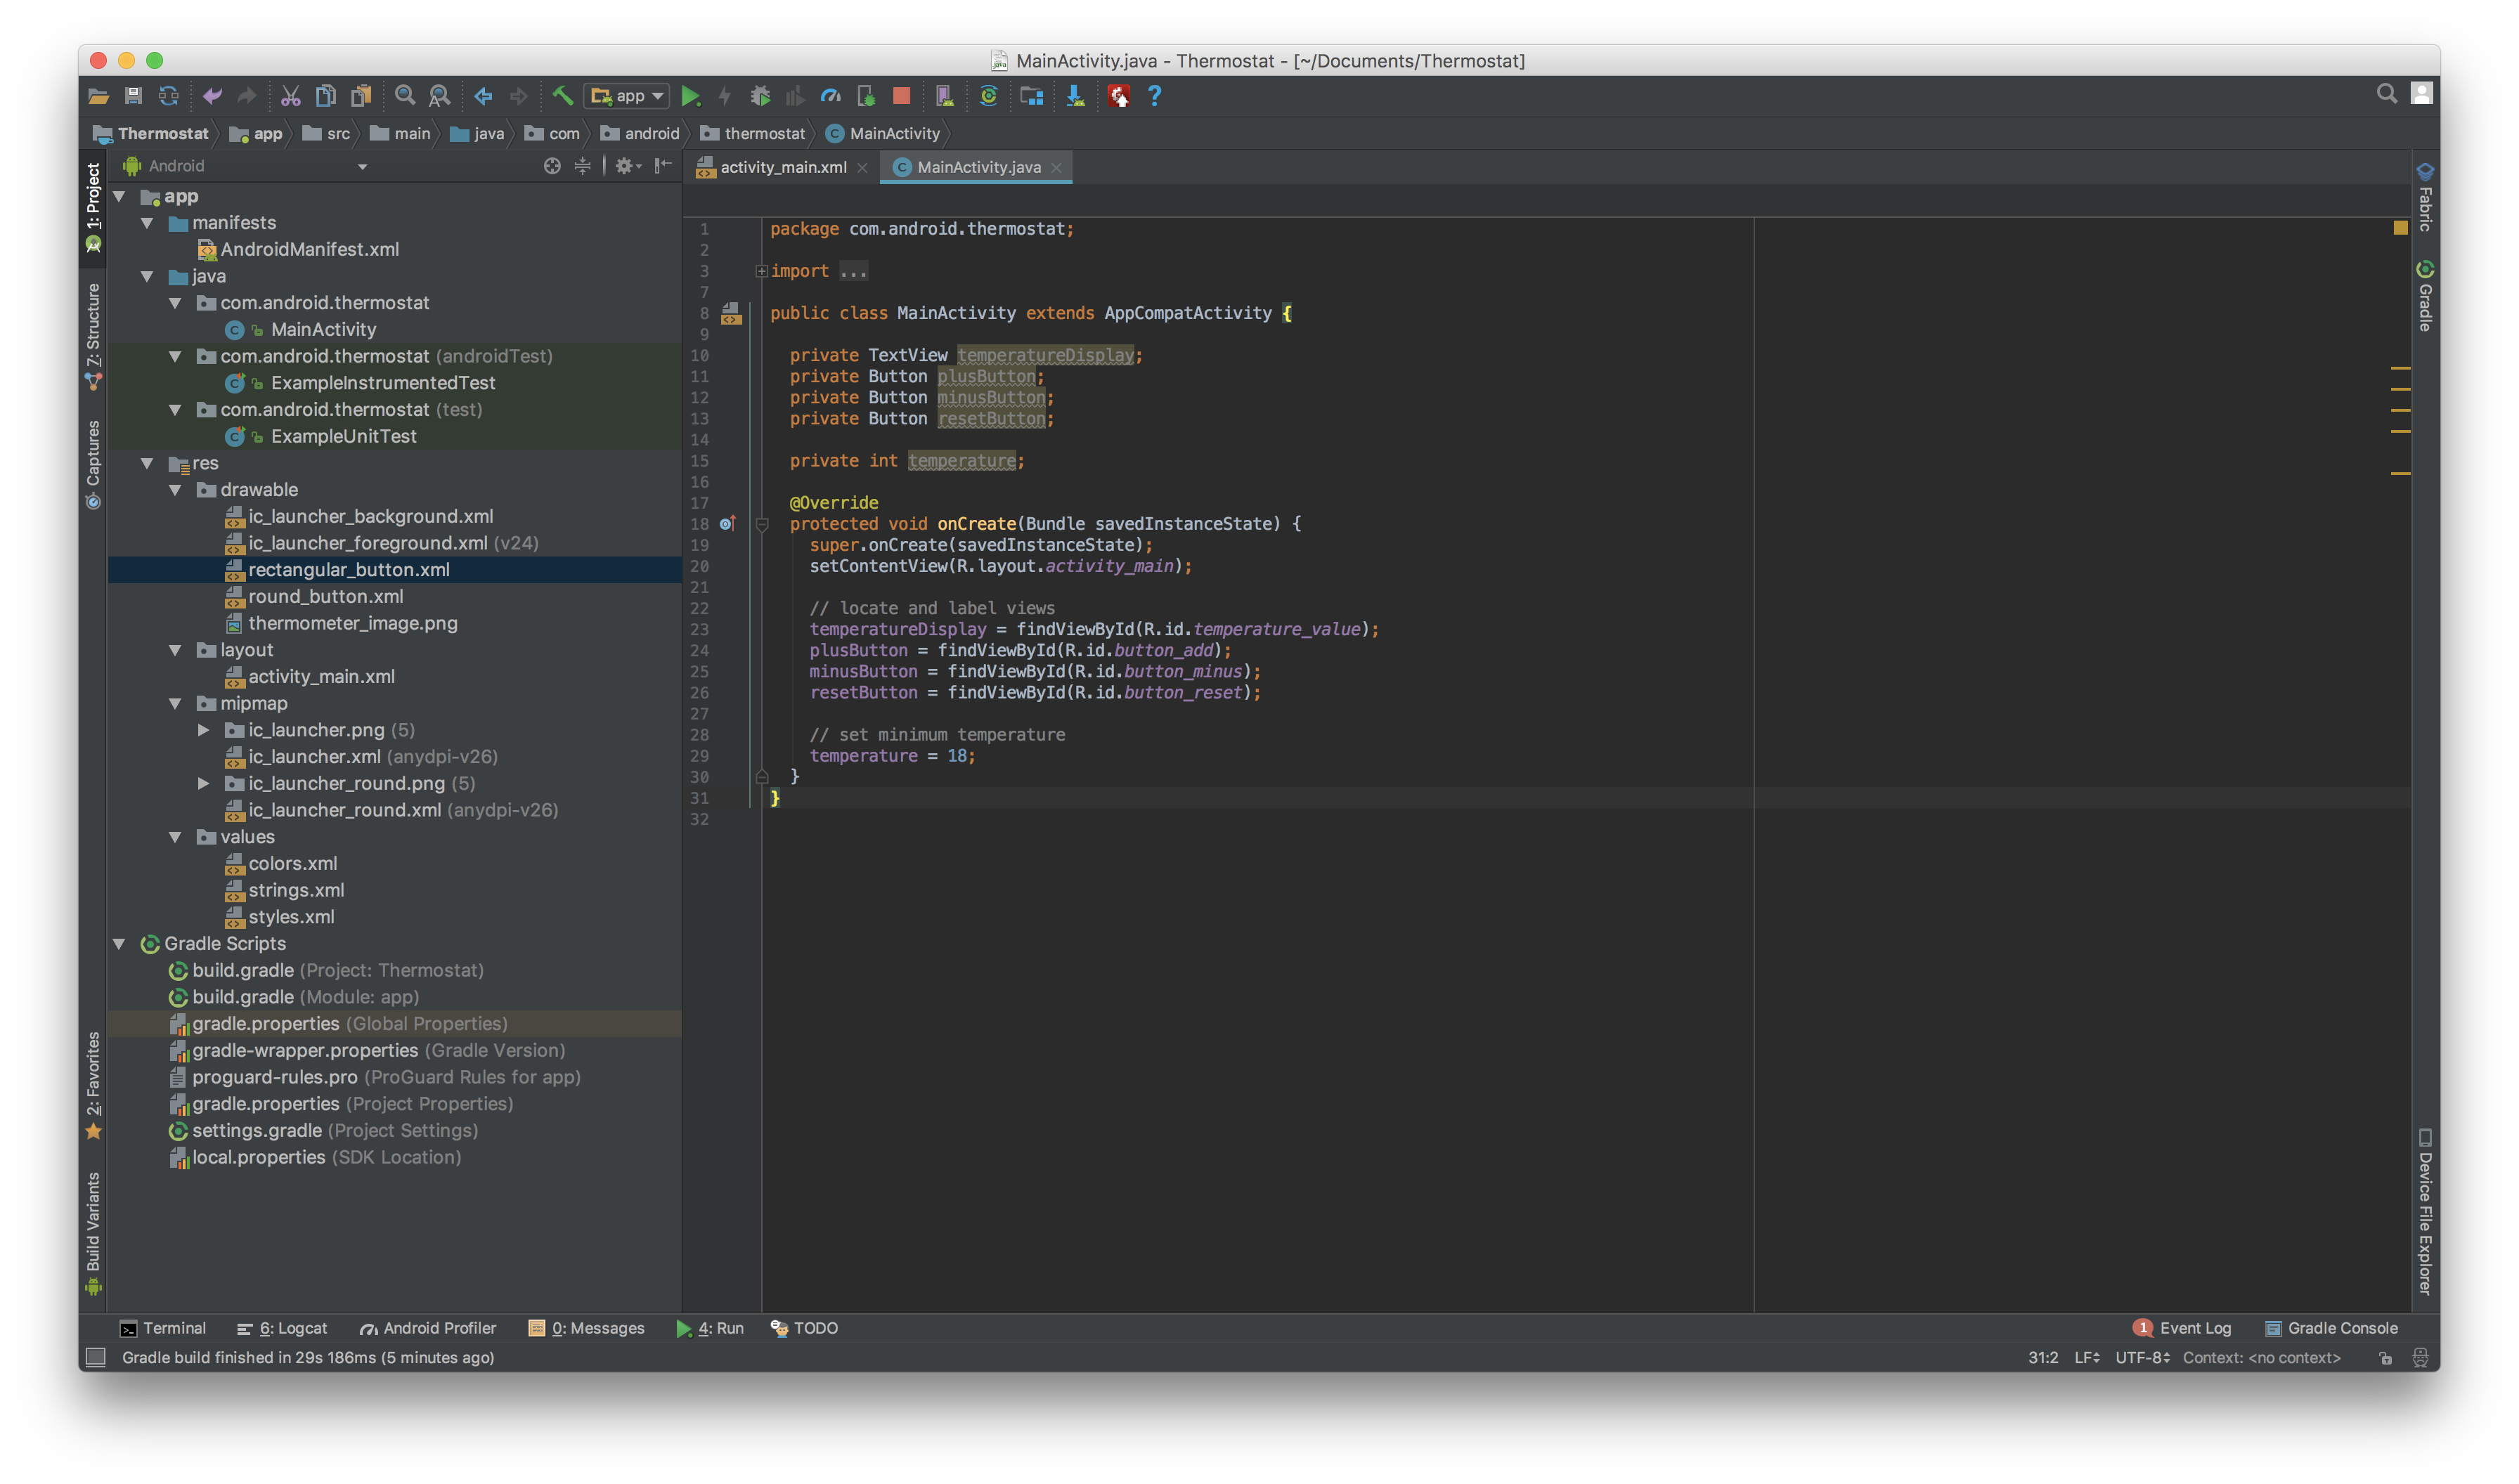 MainActivity.java - Thermostat - [~/Documents/Thermostat]
app
Thermostat app src main java com android thermostat MainActivity
1: Project
Z: Structure
Captures
2: Favorites
Build Variants
Android
app
manifests
AndroidManifest.xml
java
com.android.thermostat
MainActivity
com.android.thermostat (androidTest)
ExampleInstrumentedTest
com.android.thermostat (test)
ExampleUnitTest
res
drawable
ic_launcher_background.xml
ic_launcher_foreground.xml (v24)
rectangular_button.xml
round_button.xml
thermometer_image.png
layout
activity_main.xml
mipmap
ic_launcher.png (5)
ic_launcher.xml (anydpi-v26)
ic_launcher_round.png (5)
ic_launcher_round.xml (anydpi-v26)
values
colors.xml
strings.xml
styles.xml
Gradle Scripts
build.gradle (Project: Thermostat)
build.gradle (Module: app)
gradle.properties (Global Properties)
gradle-wrapper.properties (Gradle Version)
proguard-rules.pro (ProGuard Rules for app)
gradle.properties (Project Properties)
settings.gradle (Project Settings)
local.properties (SDK Location)
activity_main.xml MainActivity.java
1 package com.android.thermostat;
2
3 import ...
7
8 public class MainActivity extends AppCompatActivity {
9
10 private TextView temperatureDisplay;
11 private Button plusButton;
12 private Button minusButton;
13 private Button resetButton;
14
15 private int temperature;
16
17 @Override
18 protected void onCreate(Bundle savedInstanceState) {
19 super.onCreate(savedInstanceState);
20 setContentView(R.layout.activity_main);
21
22 // locate and label views
23 temperatureDisplay = findViewById(R.id.temperature_value);
24 plusButton = findViewById(R.id.button_add);
25 minusButton = findViewById(R.id.button_minus);
26 resetButton = findViewById(R.id.button_reset);
27
28 // set minimum temperature
29 temperature = 18;
30 }
31 }
32
Fabric
Gradle
Device File Explorer
Terminal 6: Logcat Android Profiler 0: Messages 4: Run TODO 1 Event Log Gradle Console
Gradle build finished in 29s 186ms (5 minutes ago) 31:2 LF UTF-8 Context: <no context>